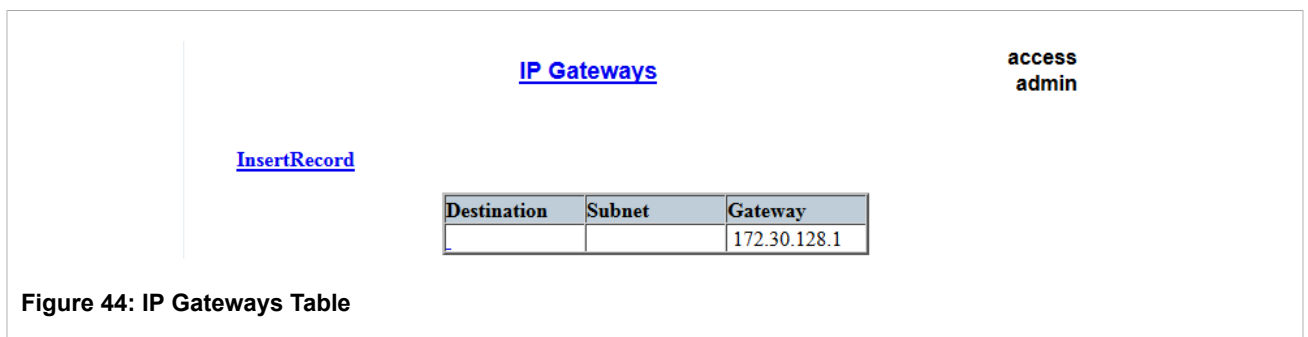 IP Gateways
access
admin
InsertRecord
Destination Subnet Gateway
172.30.128.1
Figure 44: IP Gateways Table